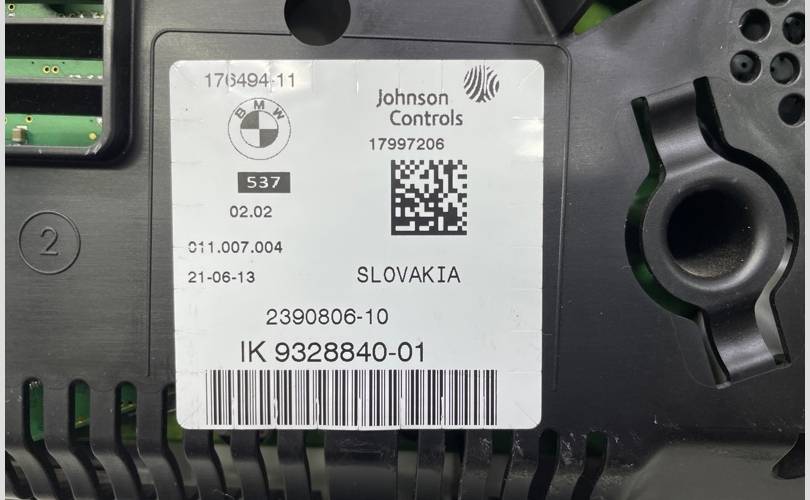 176494-11
BMW
Johnson
Controls
17997206
537
02.02
011.007.004
21-06-13
SLOVAKIA
2390806-10
IK 9328840-01
2